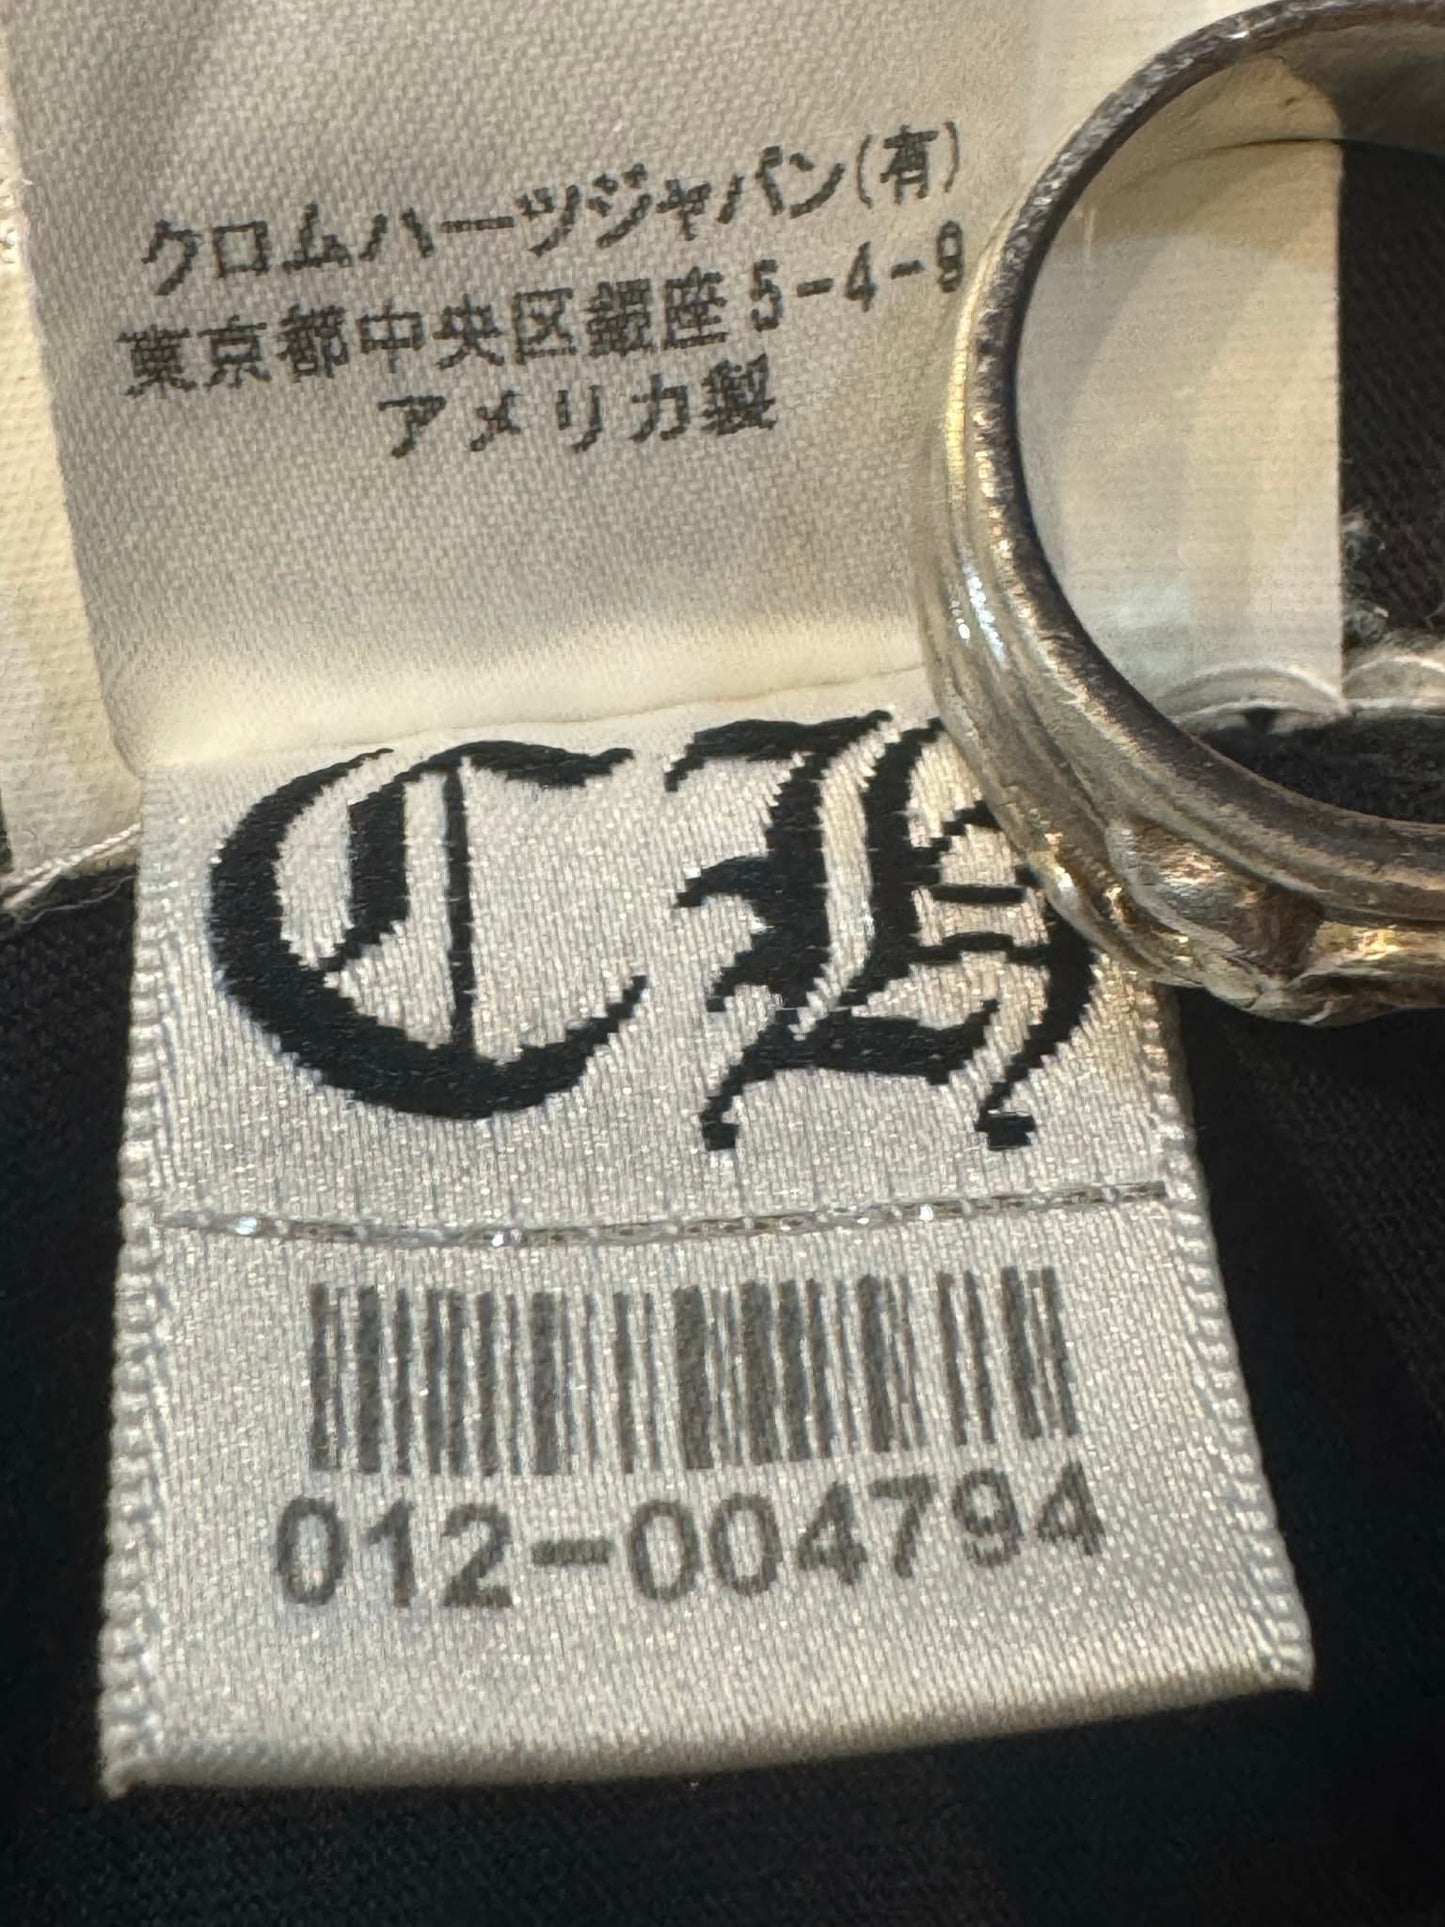 クロムハーツジャパン(有)
東京都中央区銀座5-4-9
アメリカ製
CH
012-004794